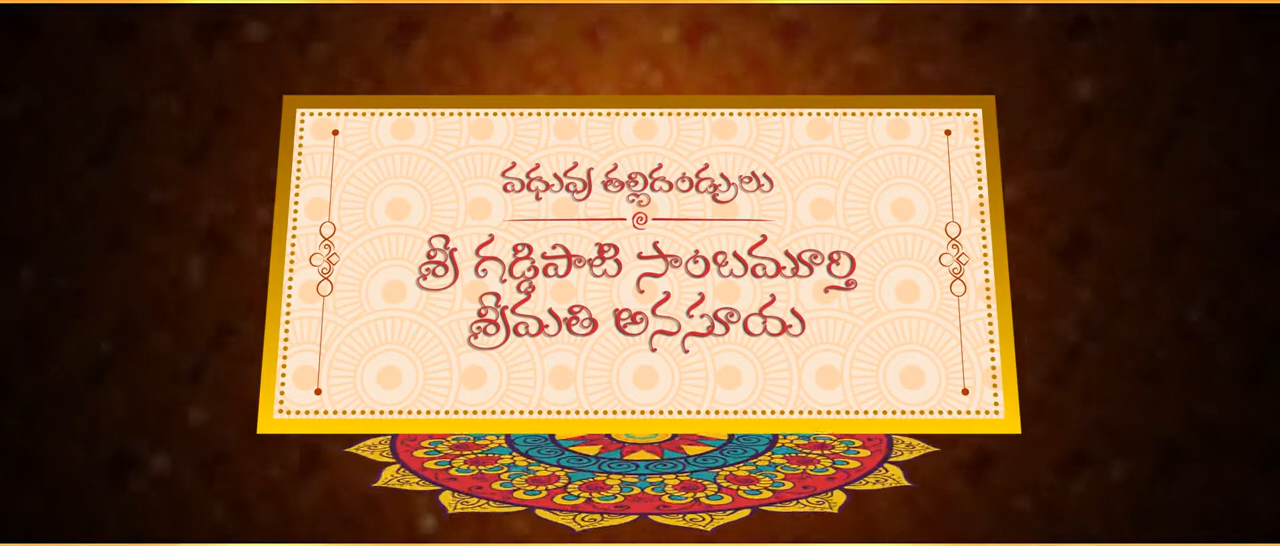 వధువు తల్లిదండ్రులు
శ్రీ గడ్డిపాటి సాంబమూర్తి
శ్రీమతి అనసూయ